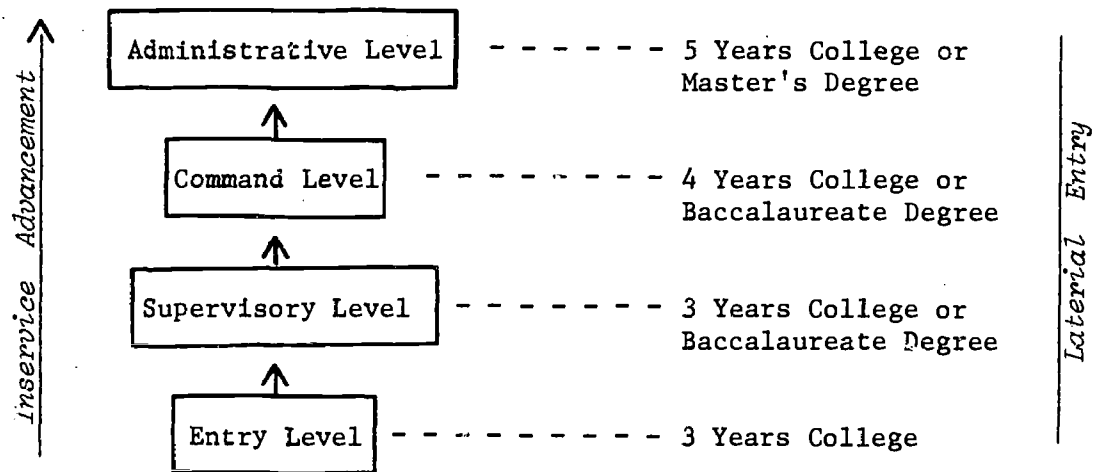 Inservice Advancement
Administrative Level - - - - - - 5 Years College or
Master's Degree
Command Level - - - - - - - - 4 Years College or
Baccalaureate Degree
Supervisory Level - - - - - - - 3 Years College or
Baccalaureate Degree
Entry Level - - - - - - - - - 3 Years College
Laterial Entry